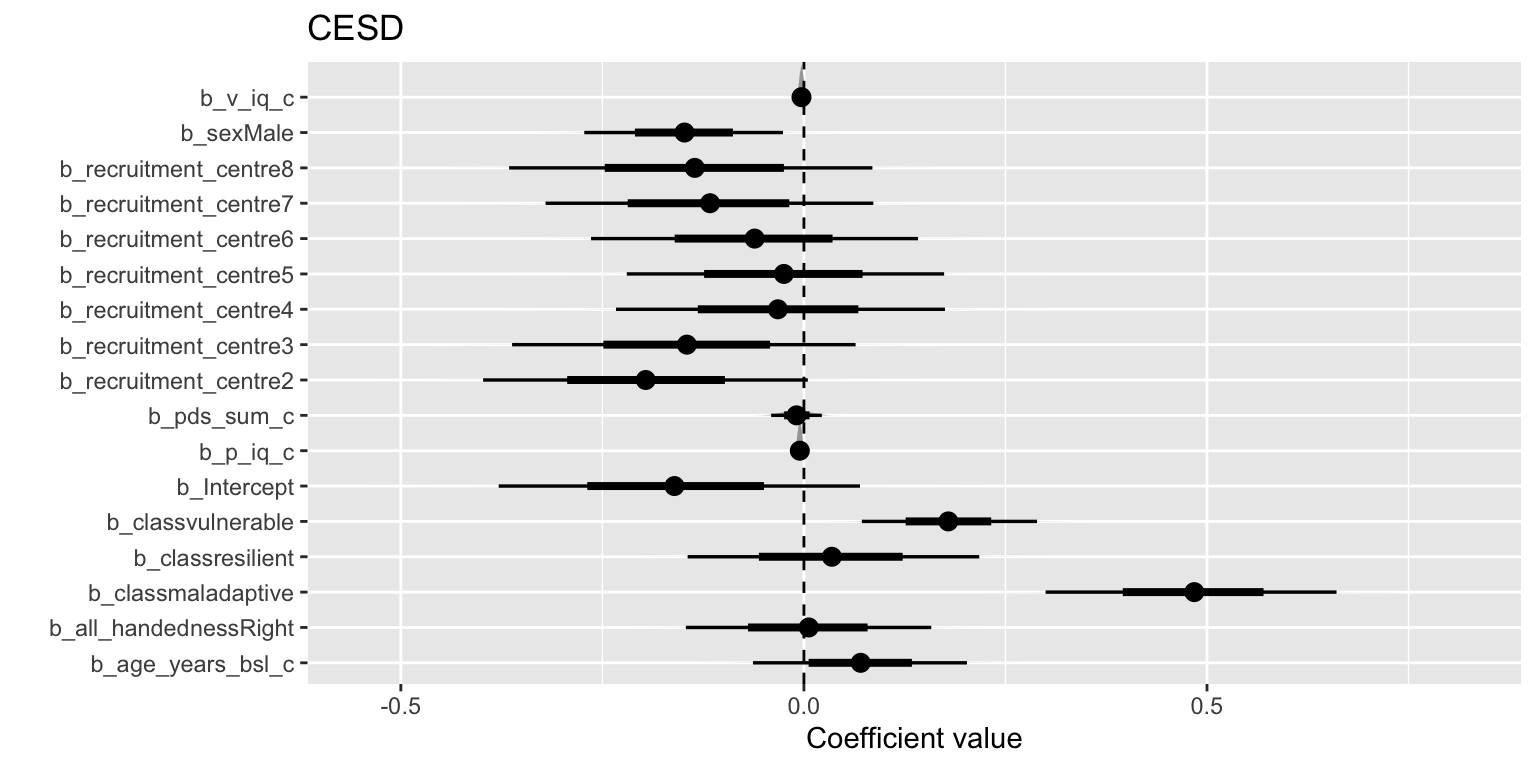 CESD
b_v_iq_c
b_sexMale
b_recruitment_centre8
b_recruitment_centre7
b_recruitment_centre6
b_recruitment_centre5
b_recruitment_centre4
b_recruitment_centre3
b_recruitment_centre2
b_pds_sum_c
b_p_iq_c
b_Intercept
b_classvulnerable
b_classresilient
b_classmaladaptive
b_all_handednessRight
b_age_years_bsl_c
-0.5 0.0 0.5
Coefficient value